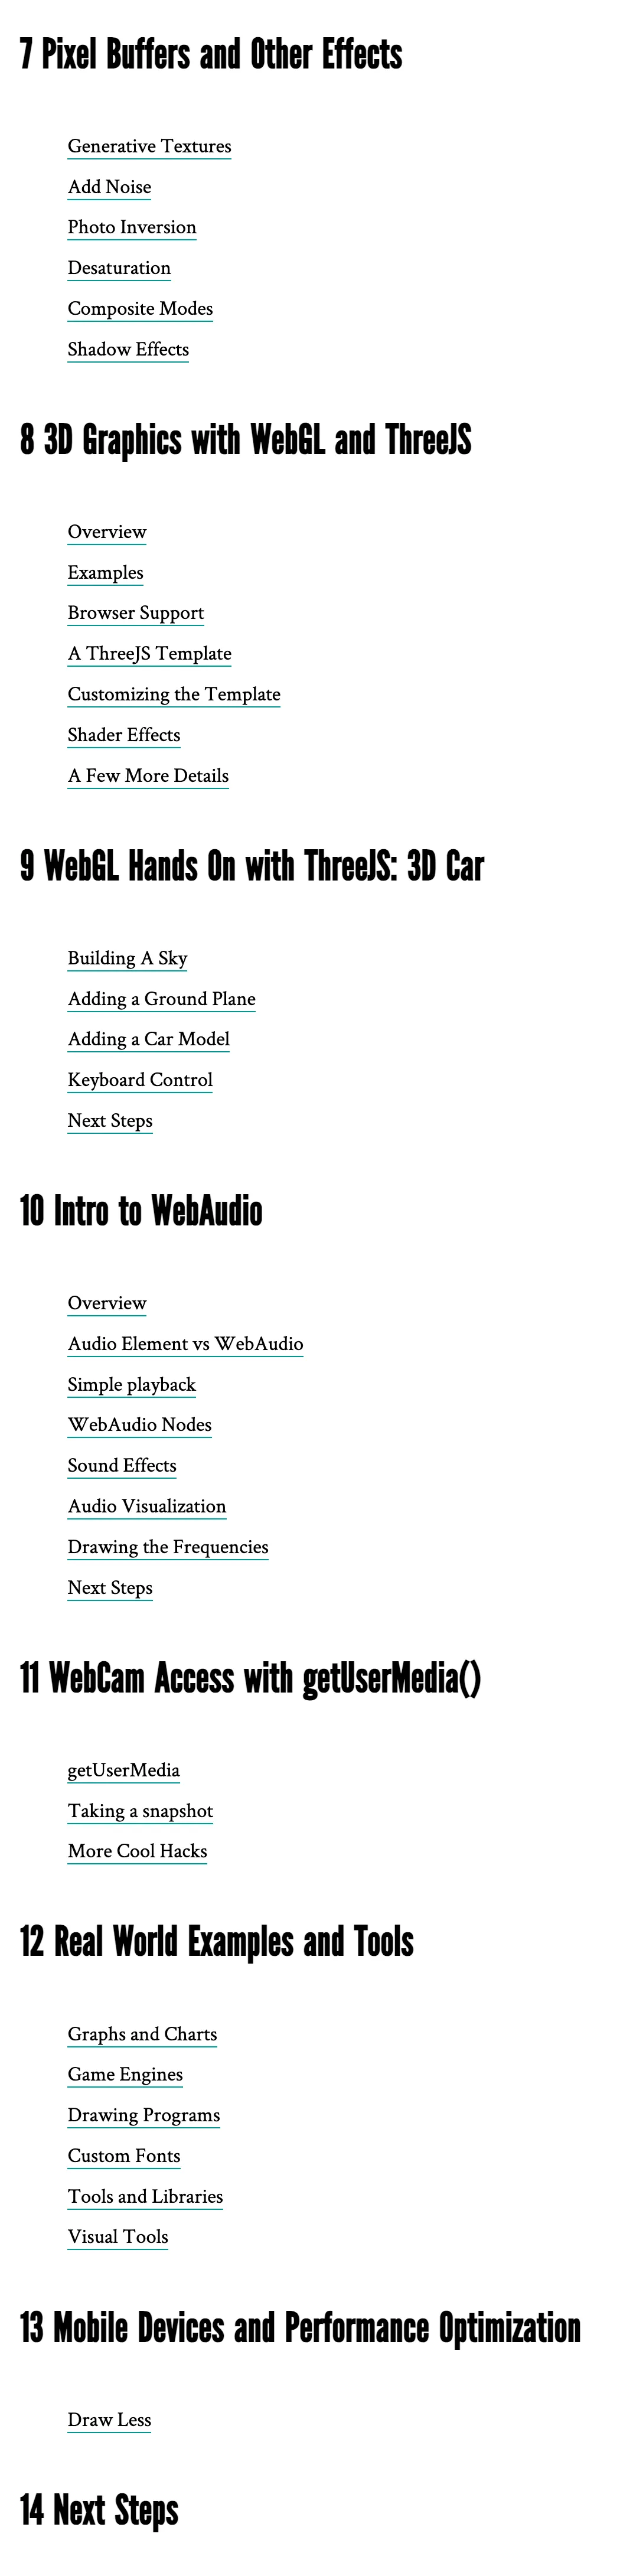 7 Pixel Buffers and Other Effects
Generative Textures
Add Noise
Photo Inversion
Desaturation
Composite Modes
Shadow Effects
8 3D Graphics with WebGL and ThreeJS
Overview
Examples
Browser Support
A ThreeJS Template
Customizing the Template
Shader Effects
A Few More Details
9 WebGL Hands On with ThreeJS: 3D Car
Building A Sky
Adding a Ground Plane
Adding a Car Model
Keyboard Control
Next Steps
10 Intro to WebAudio
Overview
Audio Element vs WebAudio
Simple playback
WebAudio Nodes
Sound Effects
Audio Visualization
Drawing the Frequencies
Next Steps
11 WebCam Access with getUserMedia()
getUserMedia
Taking a snapshot
More Cool Hacks
12 Real World Examples and Tools
Graphs and Charts
Game Engines
Drawing Programs
Custom Fonts
Tools and Libraries
Visual Tools
13 Mobile Devices and Performance Optimization
Draw Less
14 Next Steps